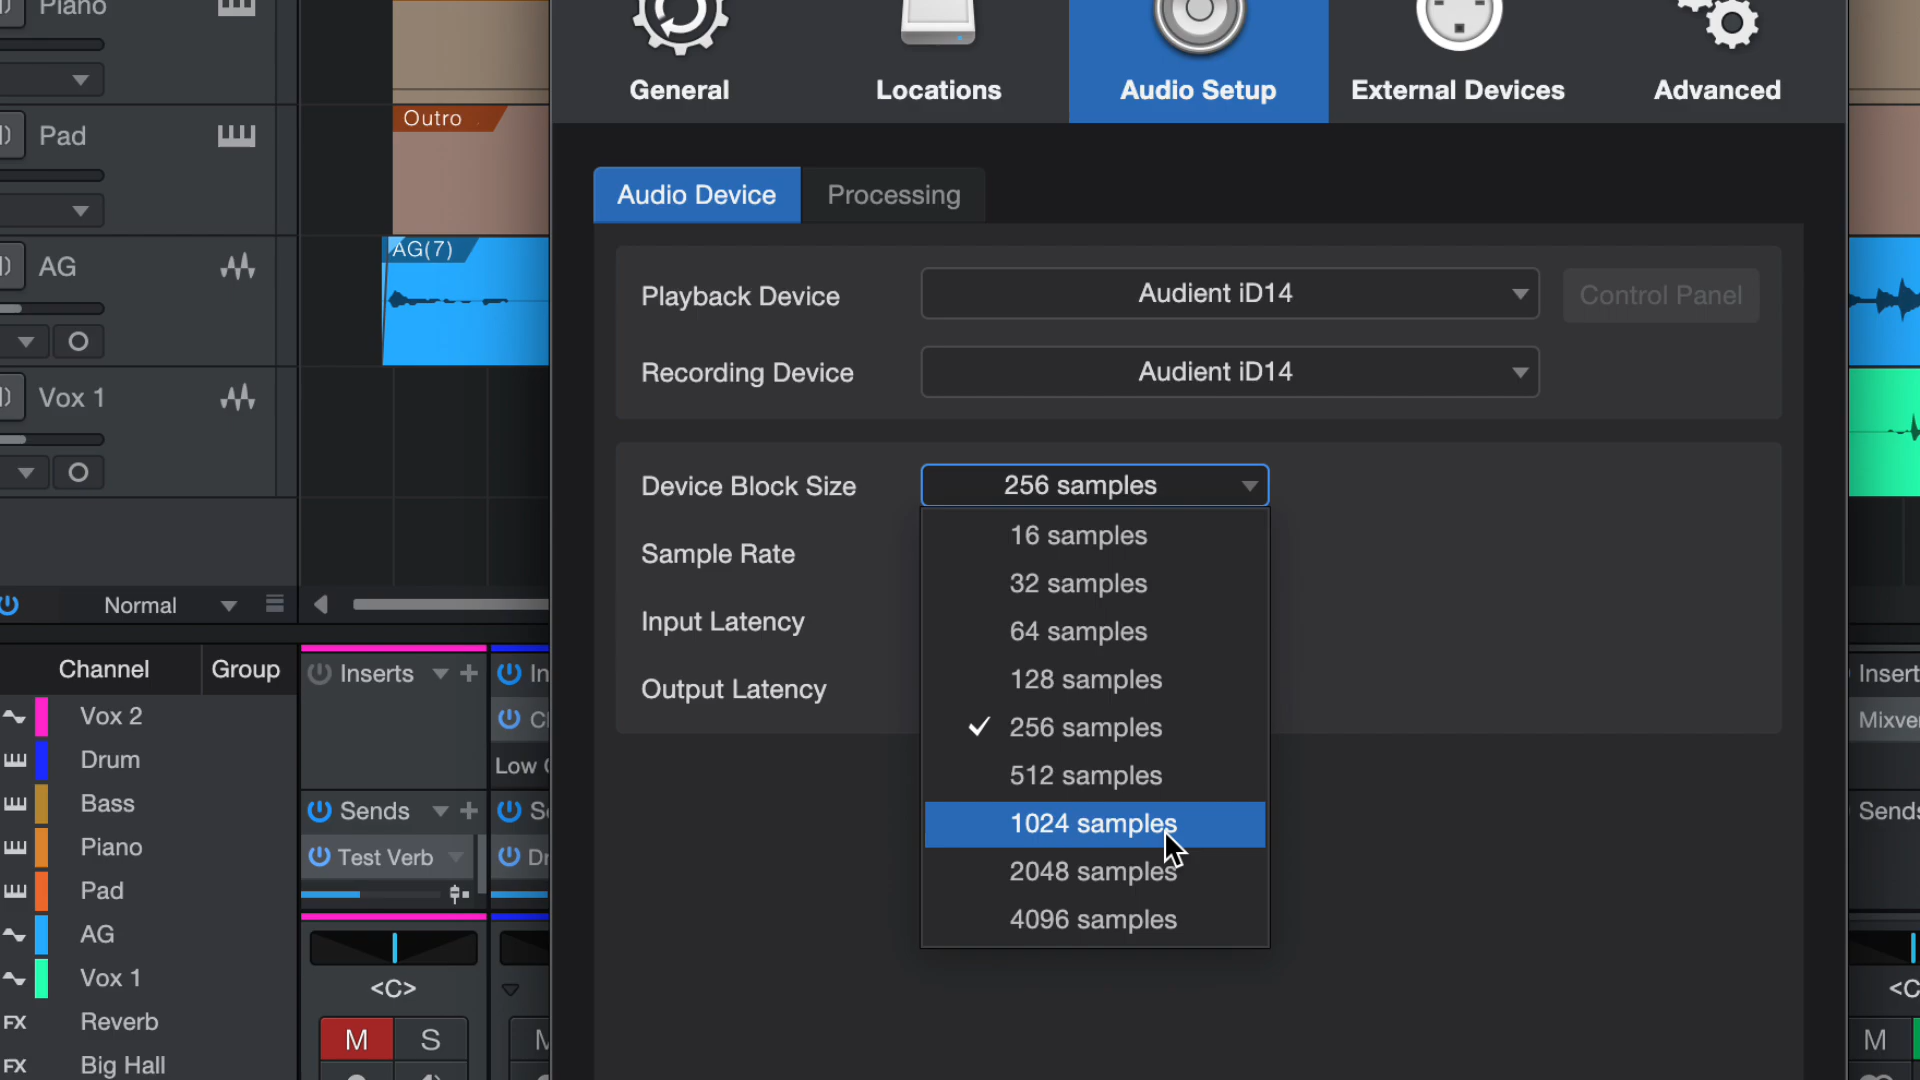 Piano
Pad
AG
Vox 1
Normal
Outro
AG(7)
General
Locations
Audio Setup
External Devices
Advanced
Audio Device
Processing
Playback Device
Audient iD14
Control Panel
Recording Device
Audient iD14
Device Block Size
256 samples
Sample Rate
Input Latency
Output Latency
16 samples
32 samples
64 samples
128 samples
256 samples
512 samples
1024 samples
2048 samples
4096 samples
Channel
Group
Vox 2
Drum
Bass
Piano
Pad
AG
Vox 1
FX Reverb
FX Big Hall
Inserts
Sends
Test Verb
<C>
M S
In
Low
M
Insert
Mixve
Sends
<C
M